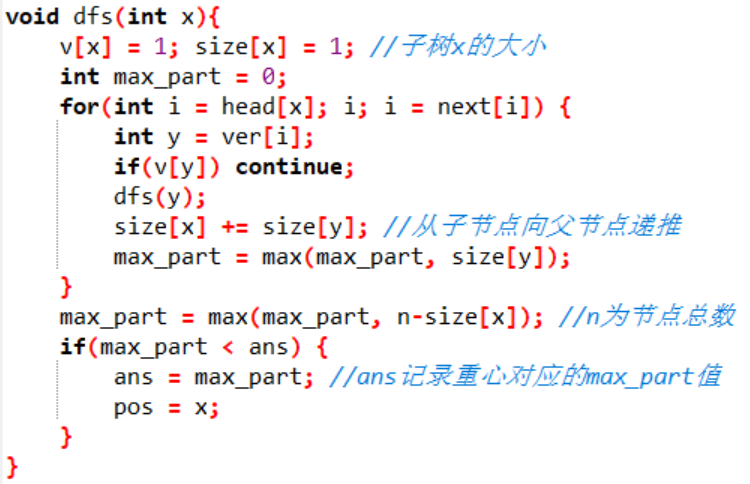 void dfs(int x){
    v[x] = 1; size[x] = 1; //子树x的大小
    int max_part = 0;
    for(int i = head[x]; i; i = next[i]) {
        int y = ver[i];
        if(v[y]) continue;
        dfs(y);
        size[x] += size[y]; //从子节点向父节点递推
        max_part = max(max_part, size[y]);
    }
    max_part = max(max_part, n-size[x]); //n为节点总数
    if(max_part < ans) {
        ans = max_part; //ans记录重心对应的max_part值
        pos = x;
    }
}